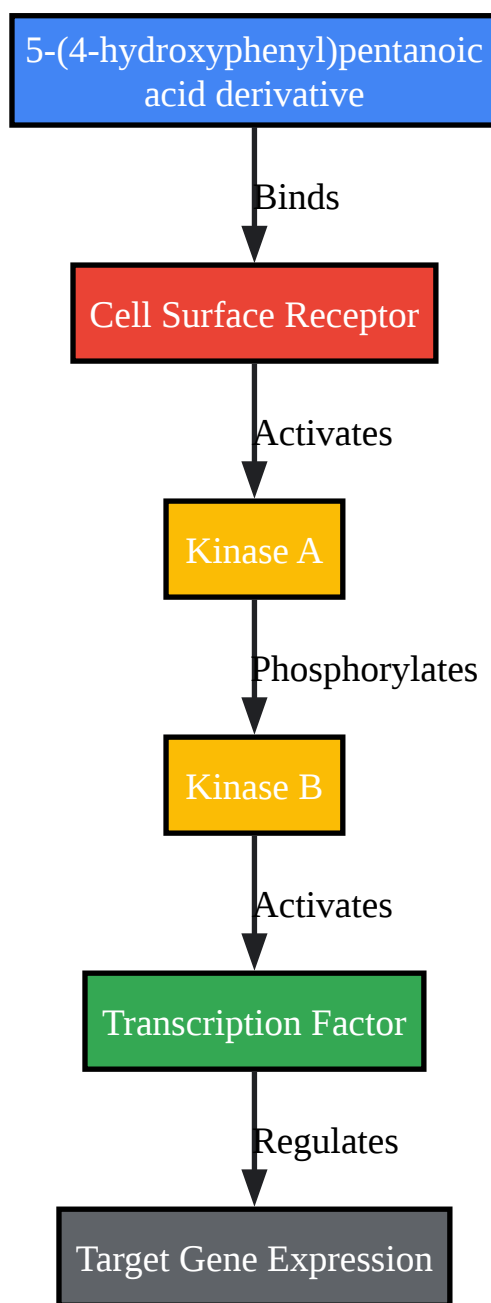 5-(4-hydroxyphenyl)pentanoic
acid derivative
Binds
Cell Surface Receptor
Activates
Kinase A
Phosphorylates
Kinase B
Activates
Transcription Factor
Regulates
Target Gene Expression